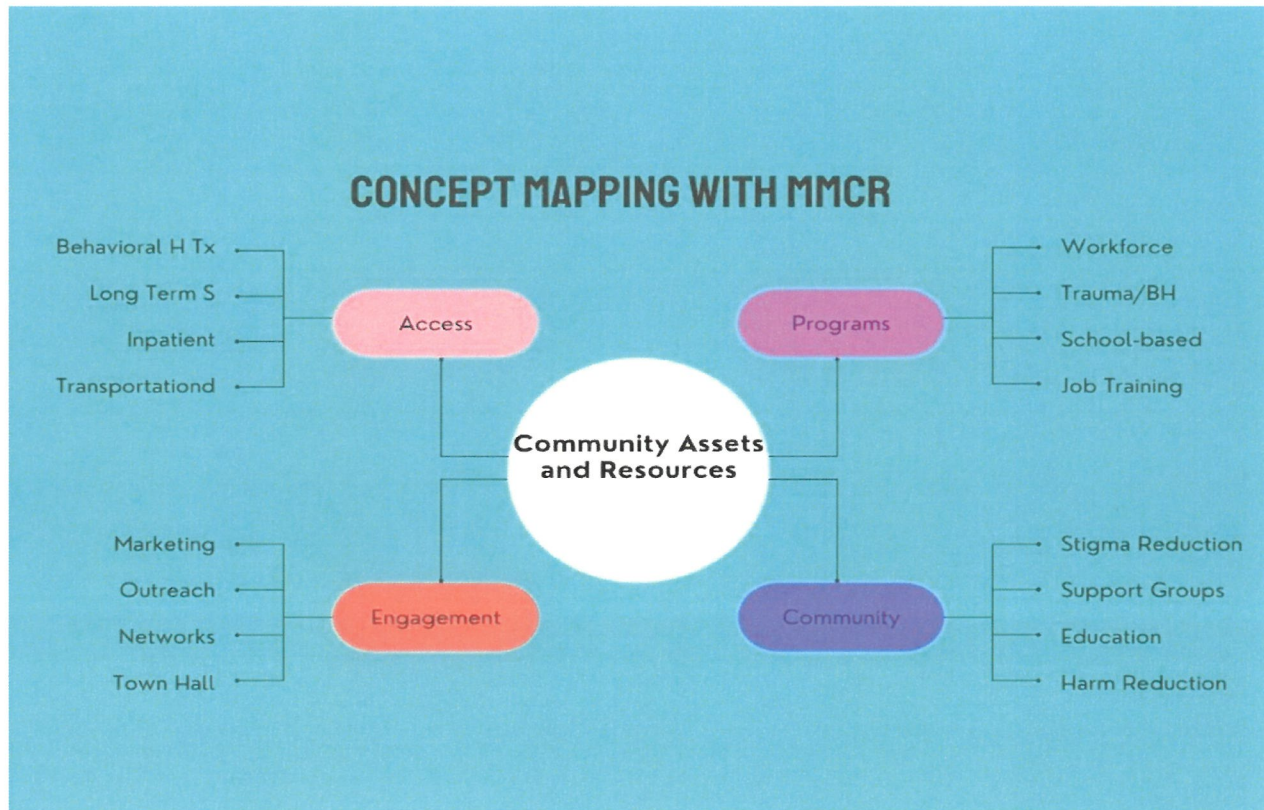 CONCEPT MAPPING WITH MMCR
Behavioral H Tx
Long Term S
Inpatient
Transportationd
Access
Programs
Workforce
Trauma/BH
School-based
Job Training
Community Assets
and Resources
Marketing
Outreach
Networks
Town Hall
Engagement
Community
Stigma Reduction
Support Groups
Education
Harm Reduction